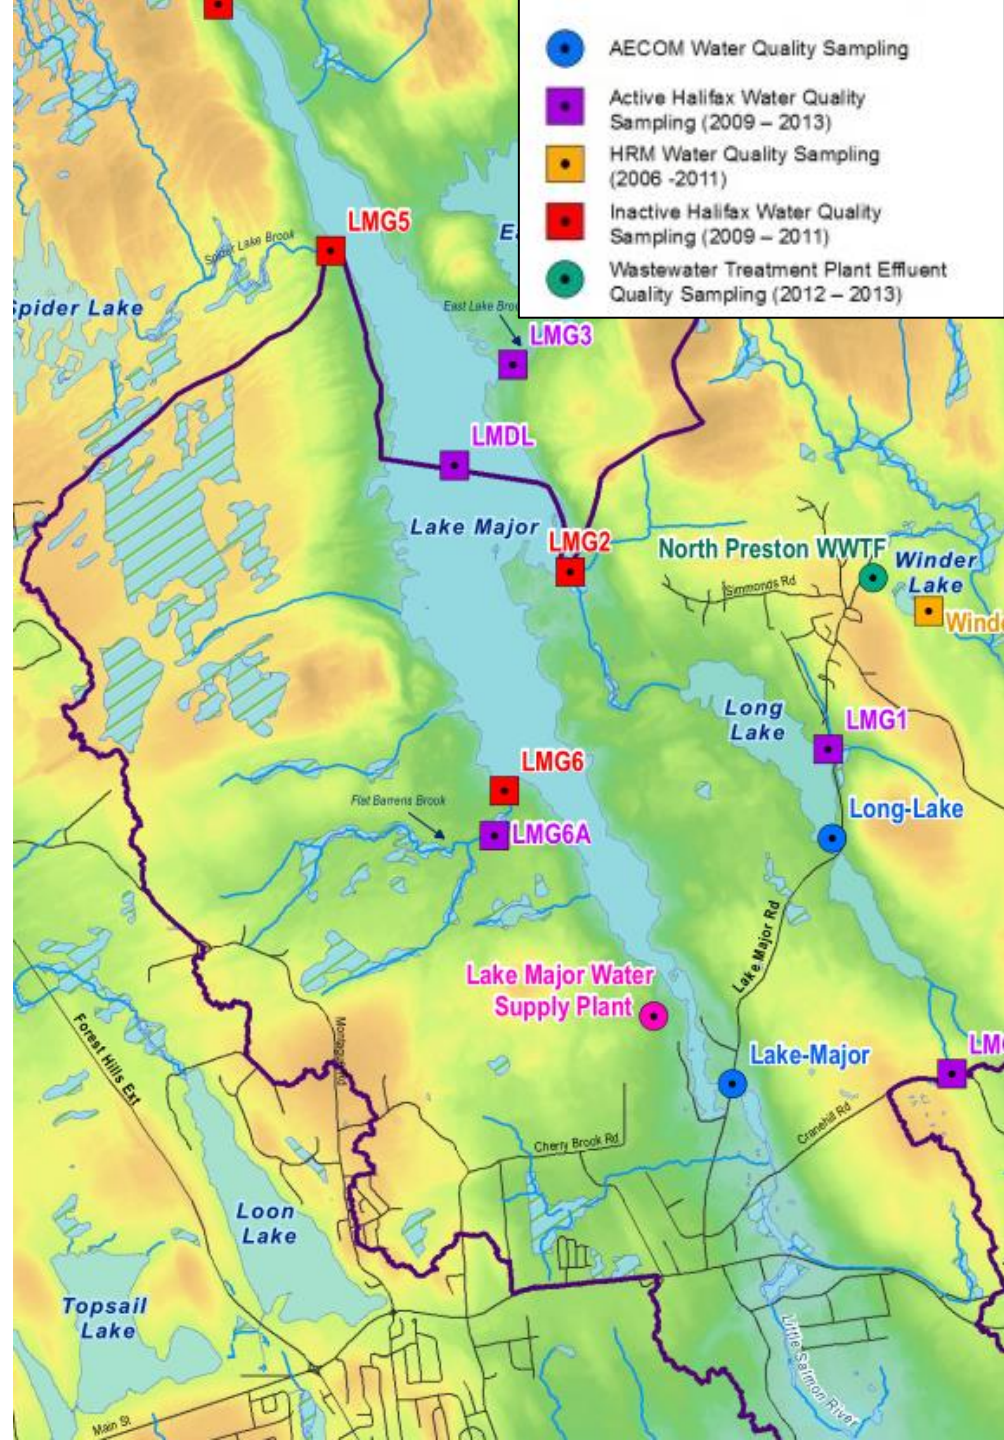 AECOM Water Quality Sampling
Active Halifax Water Quality
Sampling (2009 – 2013)
HRM Water Quality Sampling
(2006 -2011)
Inactive Halifax Water Quality
Sampling (2009 – 2011)
Wastewater Treatment Plant Effluent
Quality Sampling (2012 – 2013)
LMG5
Spider Lake Brook
Spider Lake
East Lake
LMG3
LMDL
Lake Major
LMG2
North Preston WWTF
Winder
Lake
Simmonds Rd
Winde
Long
Lake
LMG1
LMG6
Flat Barrens Brook
LMG6A
Long-Lake
Lake Major Rd
Lake Major Water
Supply Plant
Forest Hills Ext
Lake-Major
LM
Cranehill Rd
Cherry Brook Rd
Loon
Lake
Topsail
Lake
Little Salmon River
Main St